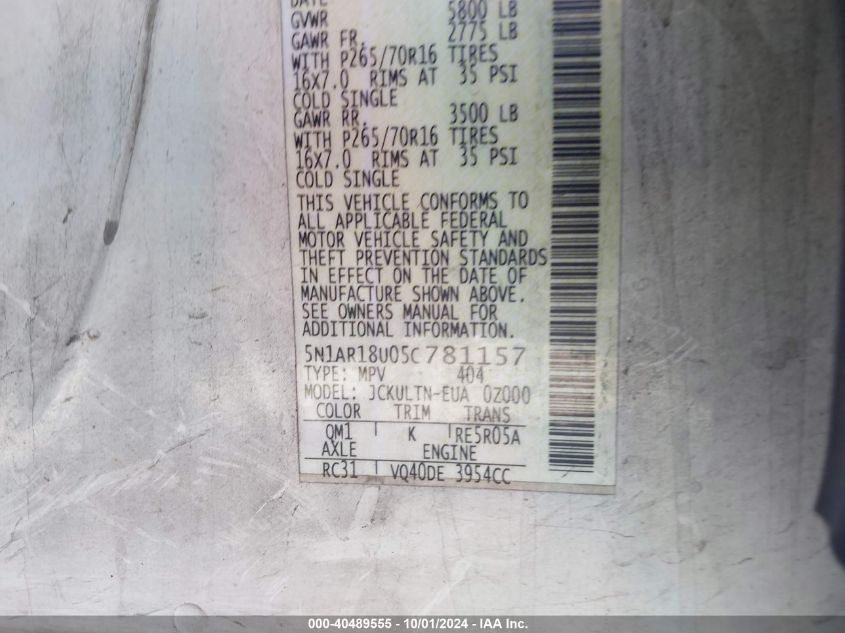 DATE
GVWR 5800 LB
GAWR FR. 2775 LB
WITH P265/70R16 TIRES
16X7.0 RIMS AT 35 PSI
COLD SINGLE
GAWR RR. 3500 LB
WITH P265/70R16 TIRES
16X7.0 RIMS AT 35 PSI
COLD SINGLE
THIS VEHICLE CONFORMS TO
ALL APPLICABLE FEDERAL
MOTOR VEHICLE SAFETY AND
THEFT PREVENTION STANDARDS
IN EFFECT ON THE DATE OF
MANUFACTURE SHOWN ABOVE.
SEE OWNERS MANUAL FOR
ADDITIONAL INFORMATION.
5N1AR18U05C781157
TYPE: MPV 404
MODEL: JCKULTN-EUA 0Z000
COLOR TRIM TRANS
QM1 K RE5R05A
AXLE ENGINE
RC31 VQ40DE 3954CC
000-40489555 - 10/01/2024 - IAA Inc.